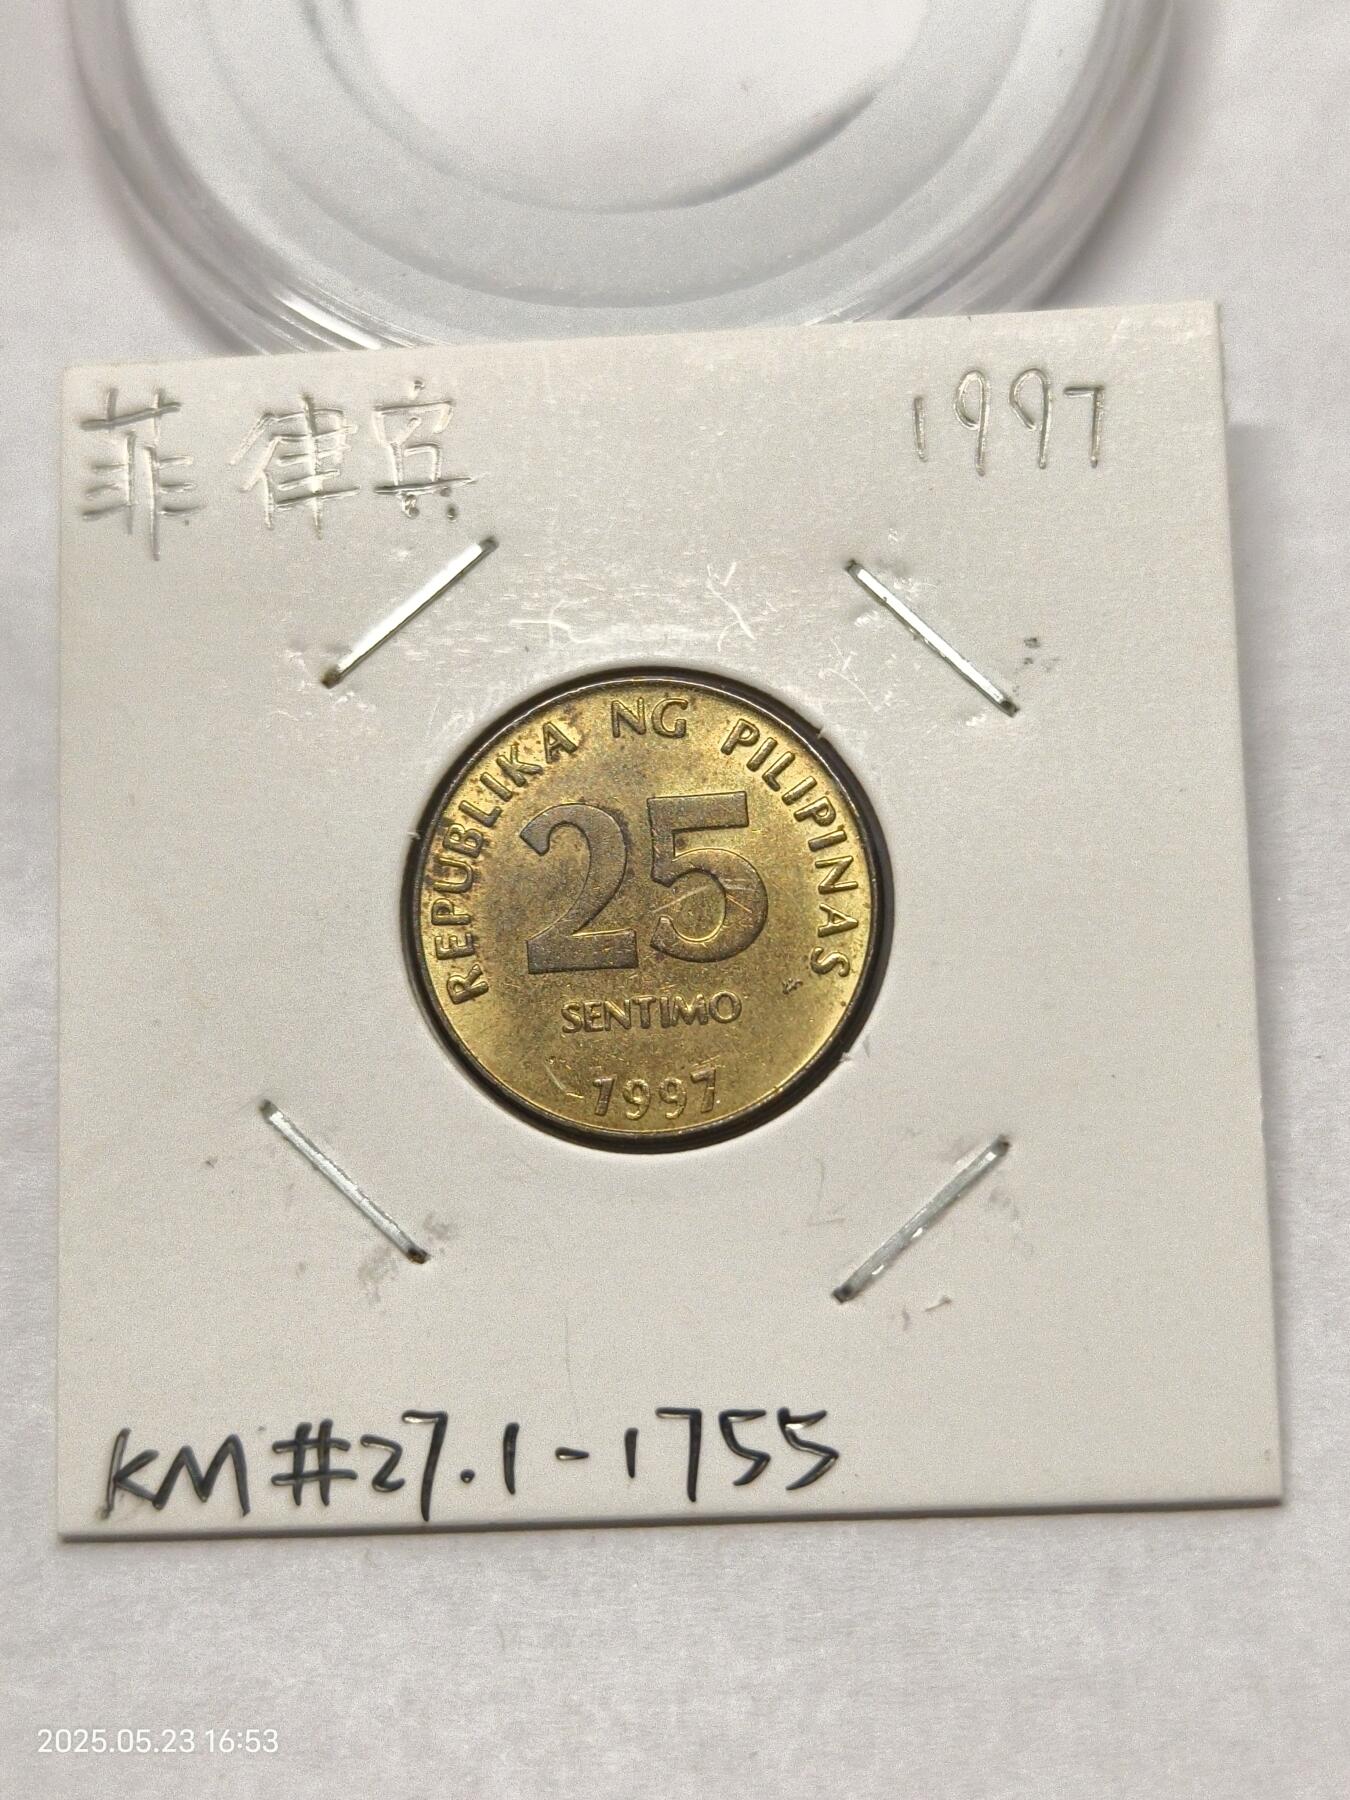 菲律宾 1997
REPUBLIKA NG PILIPINAS
25
SENTIMO
1997
KM#27.1-1755
2025.05.23 16:53